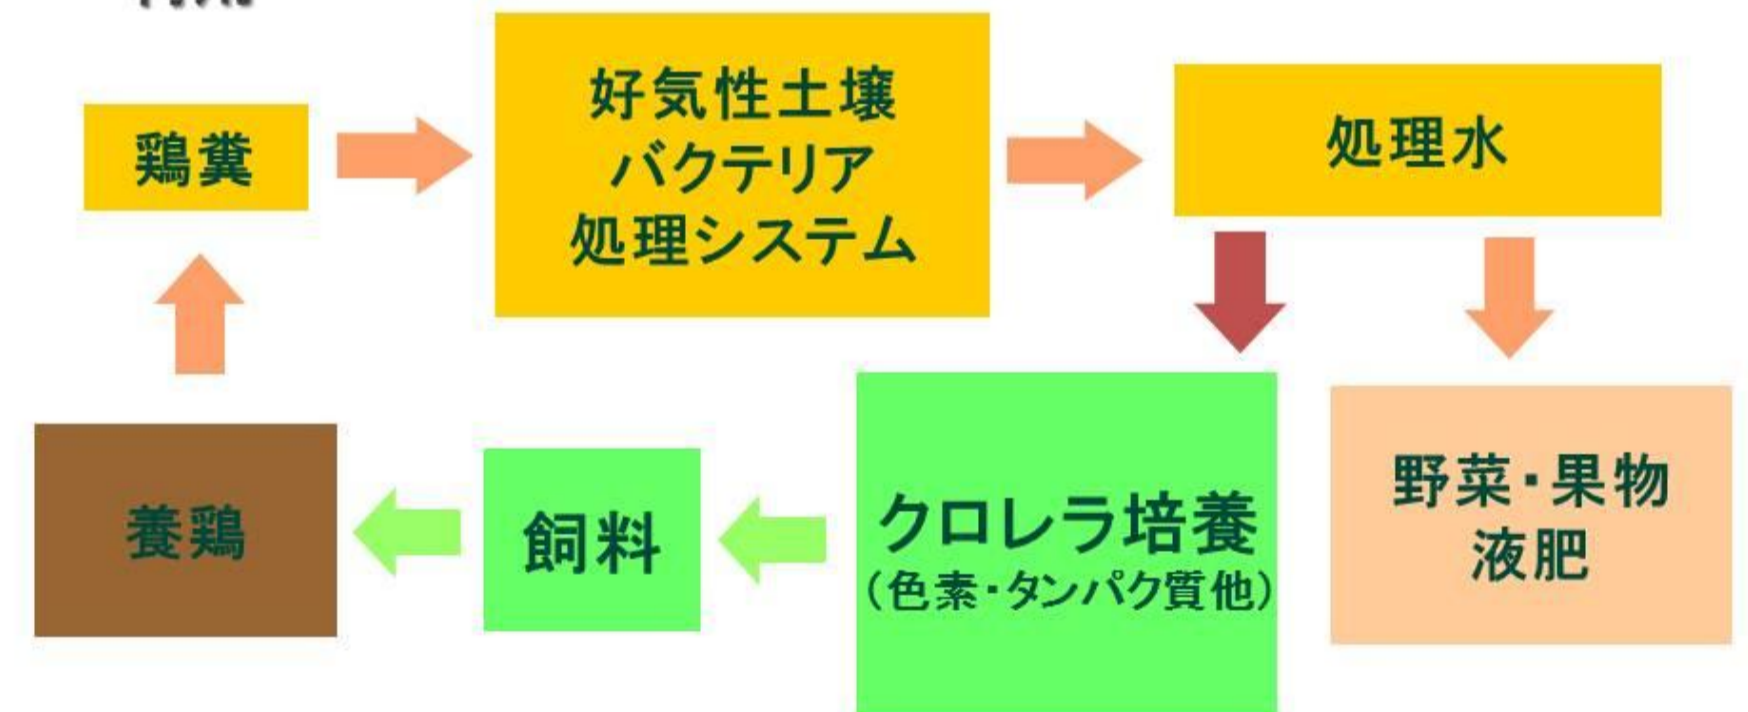 鶏糞
好気性土壌
バクテリア
処理システム
処理水
養鶏
飼料
クロレラ培養
(色素・タンパク質他)
野菜・果物
液肥